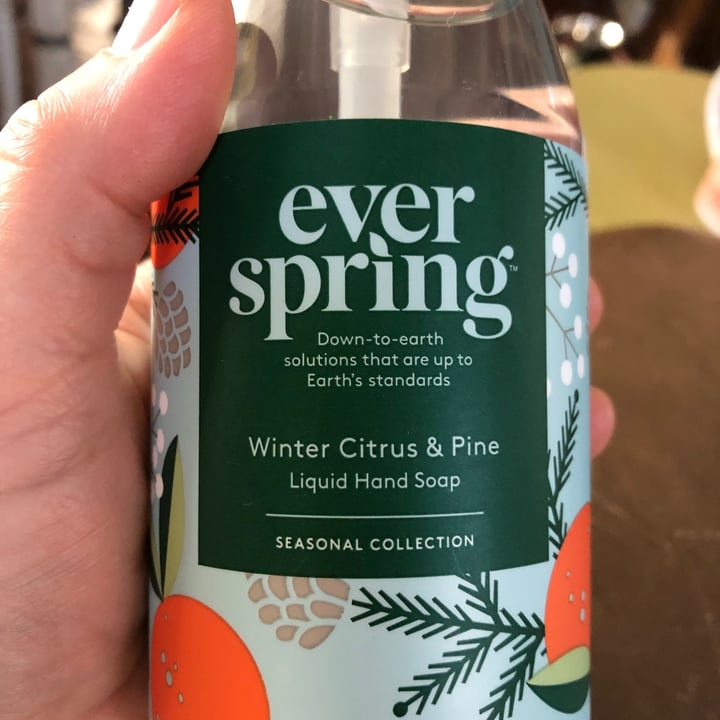 ever
spring™
Down-to-earth
solutions that are up to
Earth's standards
Winter Citrus & Pine
Liquid Hand Soap
SEASONAL COLLECTION